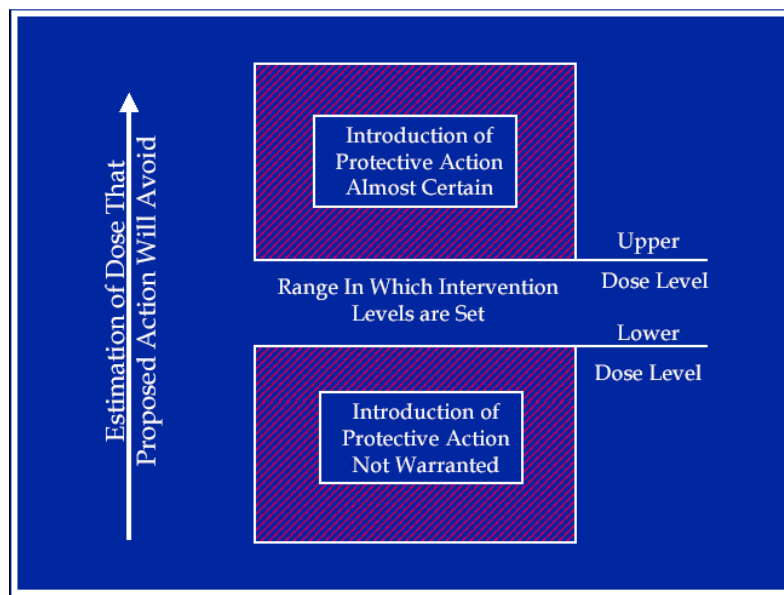 Estimation of Dose That
Proposed Action Will Avoid
Introduction of
Protective Action
Almost Certain
Upper
Dose Level
Range In Which Intervention
Levels are Set
Lower
Dose Level
Introduction of
Protective Action
Not Warranted